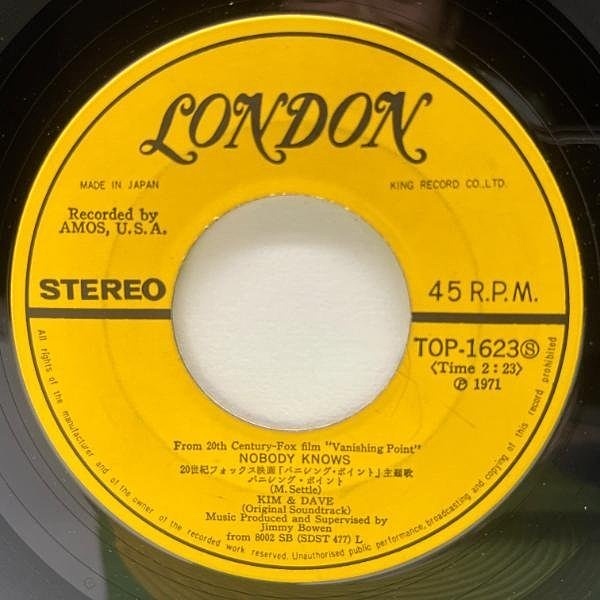 LONDON
MADE IN JAPAN
KING RECORD CO., LTD.
Recorded by
AMOS, U.S.A.
STEREO
45 R.P.M.
TOP-1623Ⓢ
〈Time 2:23〉
Ⓟ 1971
From 20th Century-Fox film "Vanishing Point"
NOBODY KNOWS
20世紀フォックス映画「バニシング・ポイント」主題歌
バニシング・ポイント
(M. Settle)
KIM & DAVE
(Original Soundtrack)
Music Produced and Supervised by
Jimmy Bowen
from 8002 SB (SDST 477) L
All rights of the manufacturer and of the owner of the recorded work reserved. Unauthorised public performance, broadcasting and copying of this record prohibited